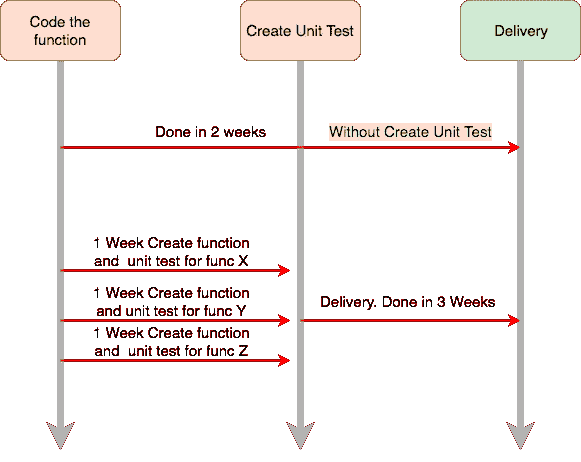 Code the
function
Create Unit Test
Delivery
Done in 2 weeks
Without Create Unit Test
1 Week Create function
and unit test for func X
1 Week Create function
and unit test for func Y
Delivery. Done in 3 Weeks
1 Week Create function
and unit test for func Z